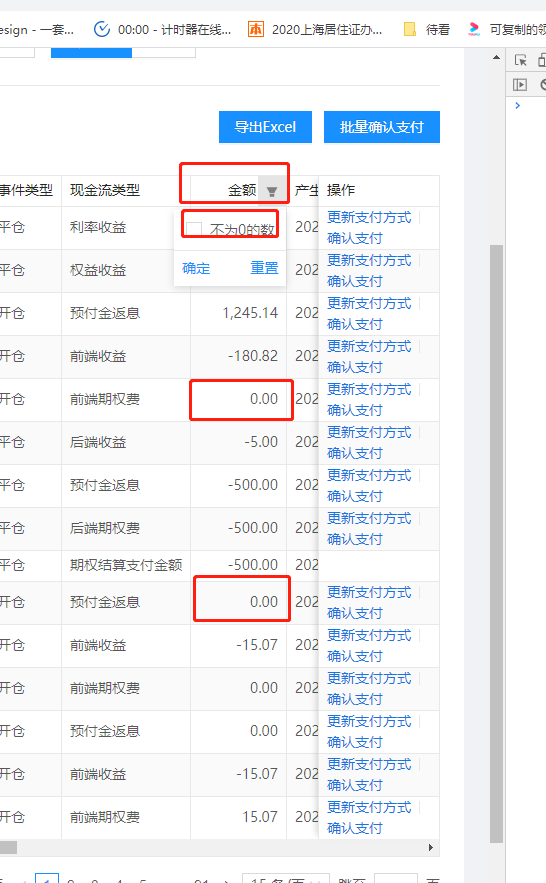 esign - 一套... 00:00 - 计时器在线... 2020上海居住证办... 待看 可复制的领
导出Excel 批量确认支付
事件类型 现金流类型 金额 产生 操作
平仓 利率收益 不为0的数 202 更新支付方式
确认支付
平仓 权益收益 202 更新支付方式
确定 重置
确认支付
开仓 预付金返息 1,245.14 202 更新支付方式
确认支付
开仓 前端收益 -180.82 202 更新支付方式
确认支付
开仓 前端期权费 0.00 202 更新支付方式
确认支付
平仓 后端收益 -5.00 202 更新支付方式
确认支付
平仓 预付金返息 -500.00 202 更新支付方式
确认支付
平仓 后端期权费 -500.00 202 更新支付方式
确认支付
平仓 期权结算支付金额 -500.00 202
开仓 预付金返息 0.00 202 更新支付方式
确认支付
开仓 前端收益 -15.07 202 更新支付方式
确认支付
开仓 前端期权费 0.00 202 更新支付方式
确认支付
开仓 预付金返息 0.00 202 更新支付方式
确认支付
开仓 前端收益 -15.07 202 更新支付方式
确认支付
开仓 前端期权费 15.07 202 更新支付方式
确认支付